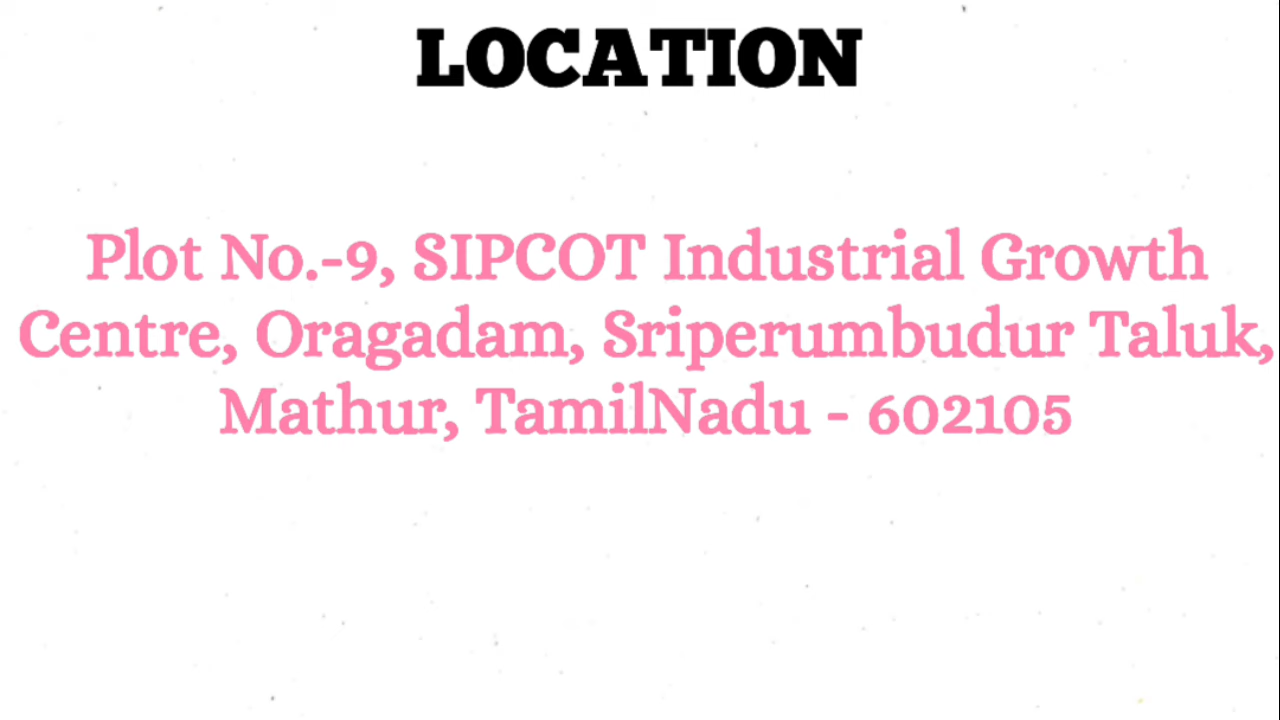 LOCATION
Plot No.-9, SIPCOT Industrial Growth
Centre, Oragadam, Sriperumbudur Taluk,
Mathur, TamilNadu - 602105